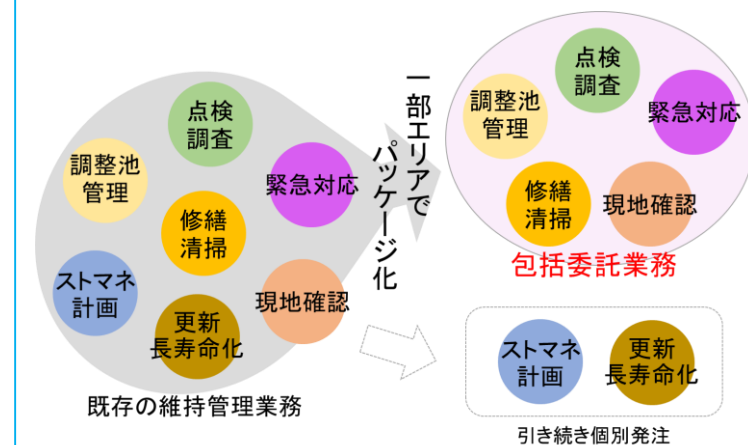 点検
調査
調整池
管理
緊急対応
修繕
清掃
ストマネ
計画
現地確認
更新
長寿命化
既存の維持管理業務
一部エリアで
パッケージ化
点検
調査
調整池
管理
緊急対応
修繕
清掃
現地確認
包括委託業務
ストマネ
計画
更新
長寿命化
引き続き個別発注